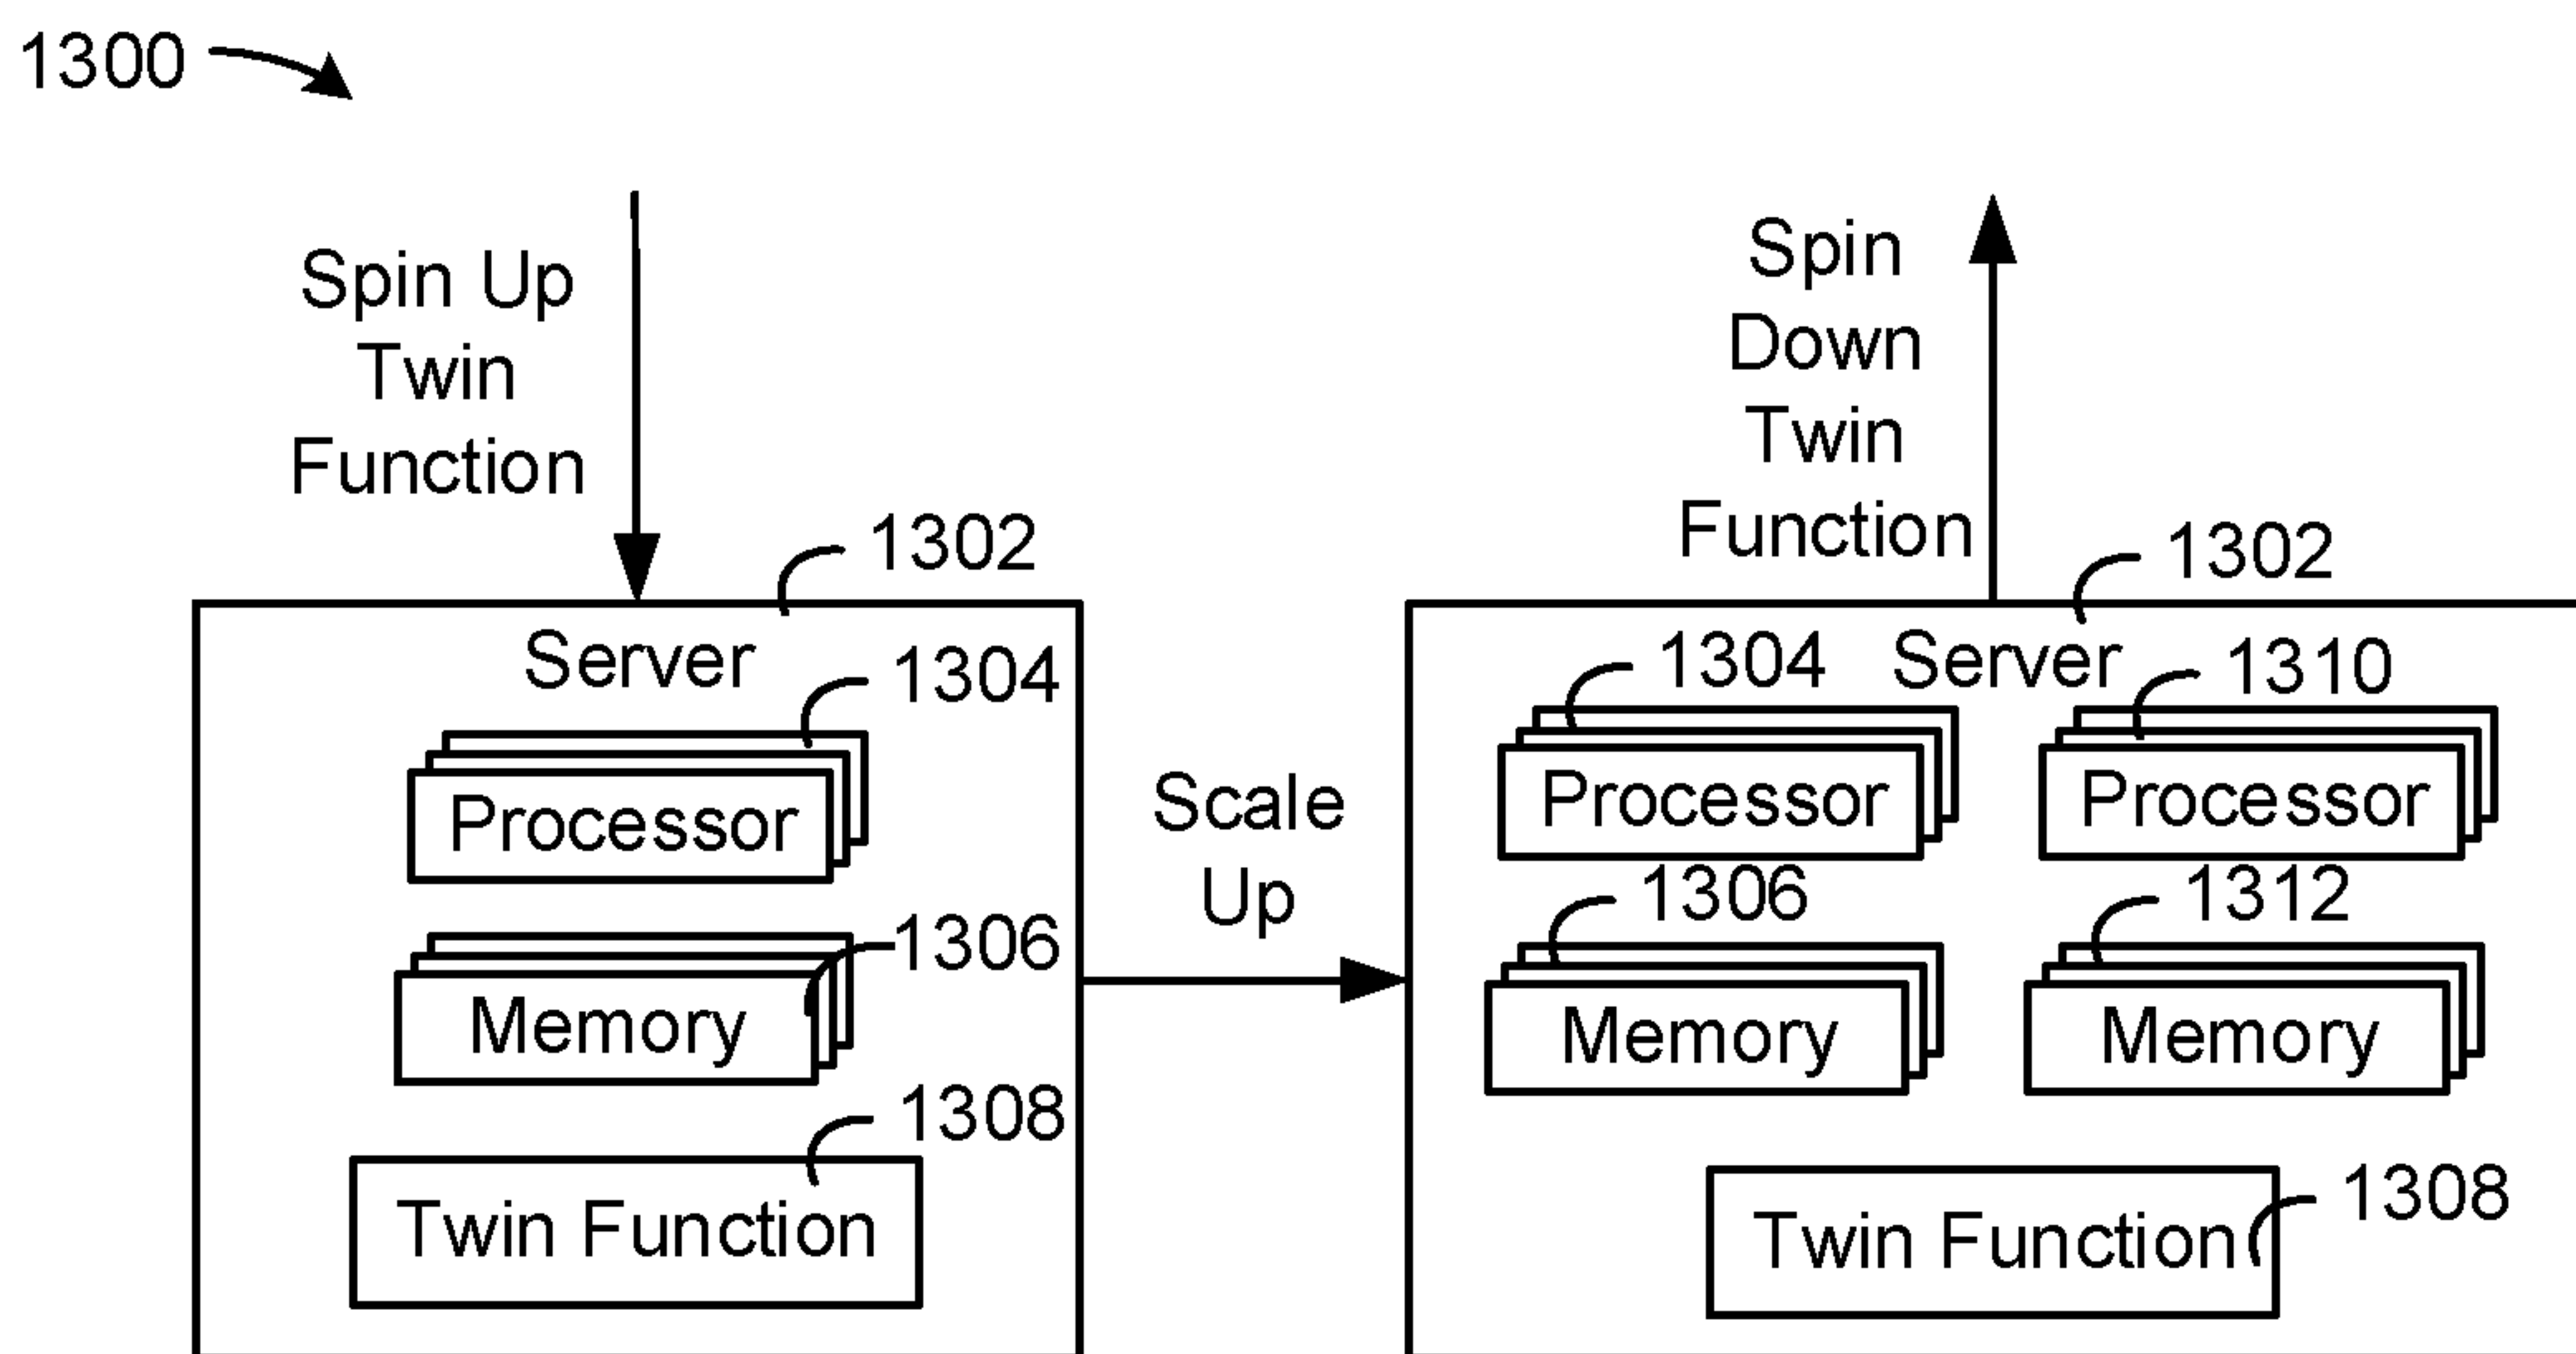 1300
Spin Up
Twin
Function
Spin
Down
Twin
Function
1302
Server
1304
Processor
1306
Memory
1308
Twin Function
Scale
Up
1302
1304
Server
1310
Processor
Processor
1306
1312
Memory
Memory
Twin Function
1308